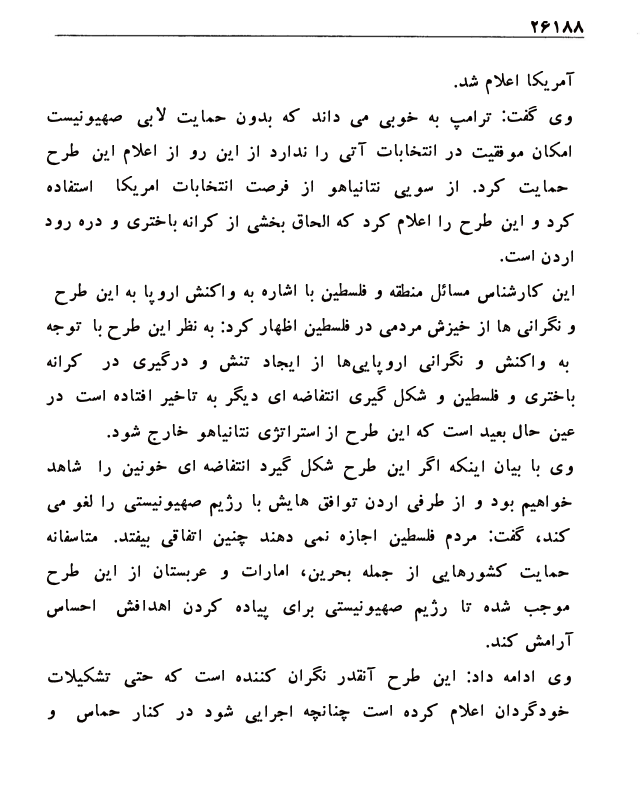 ۲۶۱۸۸
آمریکا اعلام شد.
وی گفت: ترامپ به خوبی می داند که بدون حمایت لابی صهیونیست
امکان موفقیت در انتخابات آتی را ندارد از این رو از اعلام این طرح
حمایت کرد. از سویی نتانیاهو از فرصت انتخابات امریکا استفاده
کرد و این طرح را اعلام کرد که الحاق بخشی از کرانه باختری و دره رود
اردن است.
این کارشناس مسائل منطقه و فلسطین با اشاره به واکنش اروپا به این طرح
و نگرانی ها از خیزش مردمی در فلسطین اظهار کرد: به نظر این طرح با توجه
به واکنش و نگرانی اروپایی‌ها از ایجاد تنش و درگیری در کرانه
باختری و فلسطین و شکل گیری انتفاضه ای دیگر به تاخیر افتاده است در
عین حال بعید است که این طرح از استراتژی نتانیاهو خارج شود.
وی با بیان اینکه اگر این طرح شکل گیرد انتفاضه ای خونین را شاهد
خواهیم بود و از طرفی اردن توافق هایش با رژیم صهیونیستی را لغو می
کند، گفت: مردم فلسطین اجازه نمی دهند چنین اتفاقی بیفتد. متاسفانه
حمایت کشورهایی از جمله بحرین، امارات و عربستان از این طرح
موجب شده تا رژیم صهیونیستی برای پیاده کردن اهدافش احساس
آرامش کند.
وی ادامه داد: این طرح آنقدر نگران کننده است که حتی تشکیلات
خودگردان اعلام کرده است چنانچه اجرایی شود در کنار حماس و